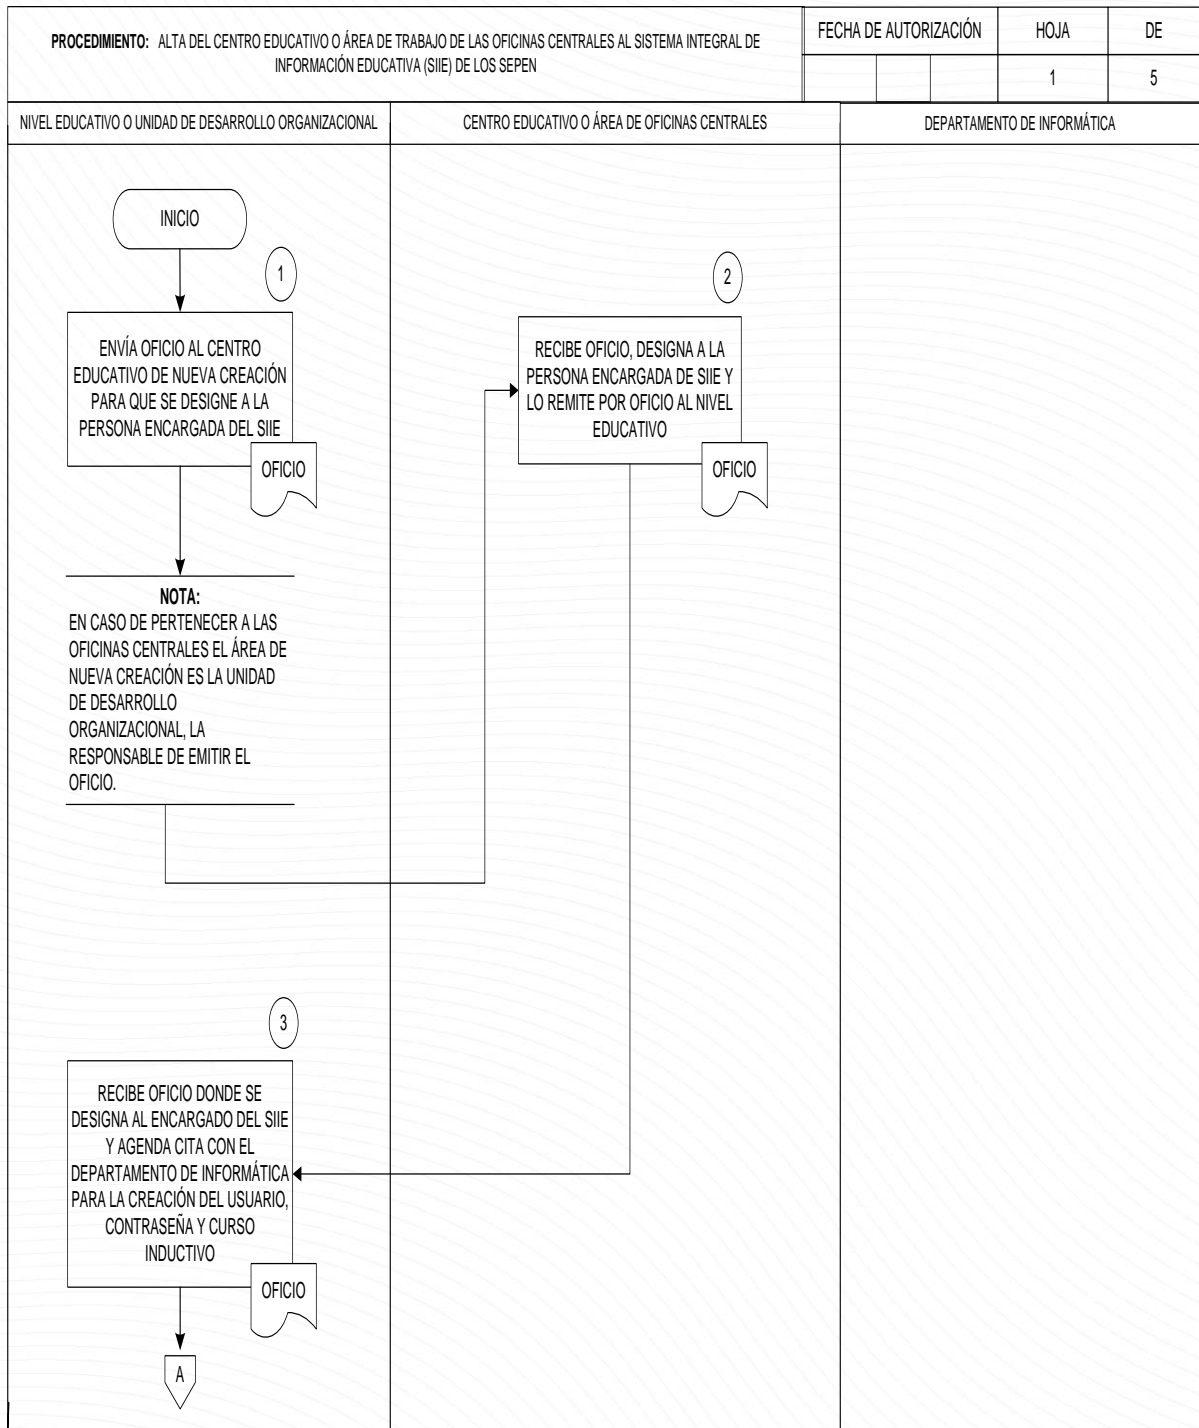 PROCEDIMIENTO: ALTA DEL CENTRO EDUCATIVO O ÁREA DE TRABAJO DE LAS OFICINAS CENTRALES AL SISTEMA INTEGRAL DE
INFORMACIÓN EDUCATIVA (SIIE) DE LOS SEPEN
FECHA DE AUTORIZACIÓN
HOJA
DE
1
5
NIVEL EDUCATIVO O UNIDAD DE DESARROLLO ORGANIZACIONAL
CENTRO EDUCATIVO O ÁREA DE OFICINAS CENTRALES
DEPARTAMENTO DE INFORMÁTICA
INICIO
1
ENVÍA OFICIO AL CENTRO
EDUCATIVO DE NUEVA CREACIÓN
PARA QUE SE DESIGNE A LA
PERSONA ENCARGADA DEL SIIE
OFICIO
2
RECIBE OFICIO, DESIGNA A LA
PERSONA ENCARGADA DE SIIE Y
LO REMITE POR OFICIO AL NIVEL
EDUCATIVO
OFICIO
NOTA:
EN CASO DE PERTENECER A LAS
OFICINAS CENTRALES EL ÁREA DE
NUEVA CREACIÓN ES LA UNIDAD
DE DESARROLLO
ORGANIZACIONAL, LA
RESPONSABLE DE EMITIR EL
OFICIO.
3
RECIBE OFICIO DONDE SE
DESIGNA AL ENCARGADO DEL SIIE
Y AGENDA CITA CON EL
DEPARTAMENTO DE INFORMÁTICA
PARA LA CREACIÓN DEL USUARIO,
CONTRASEÑA Y CURSO
INDUCTIVO
OFICIO
A